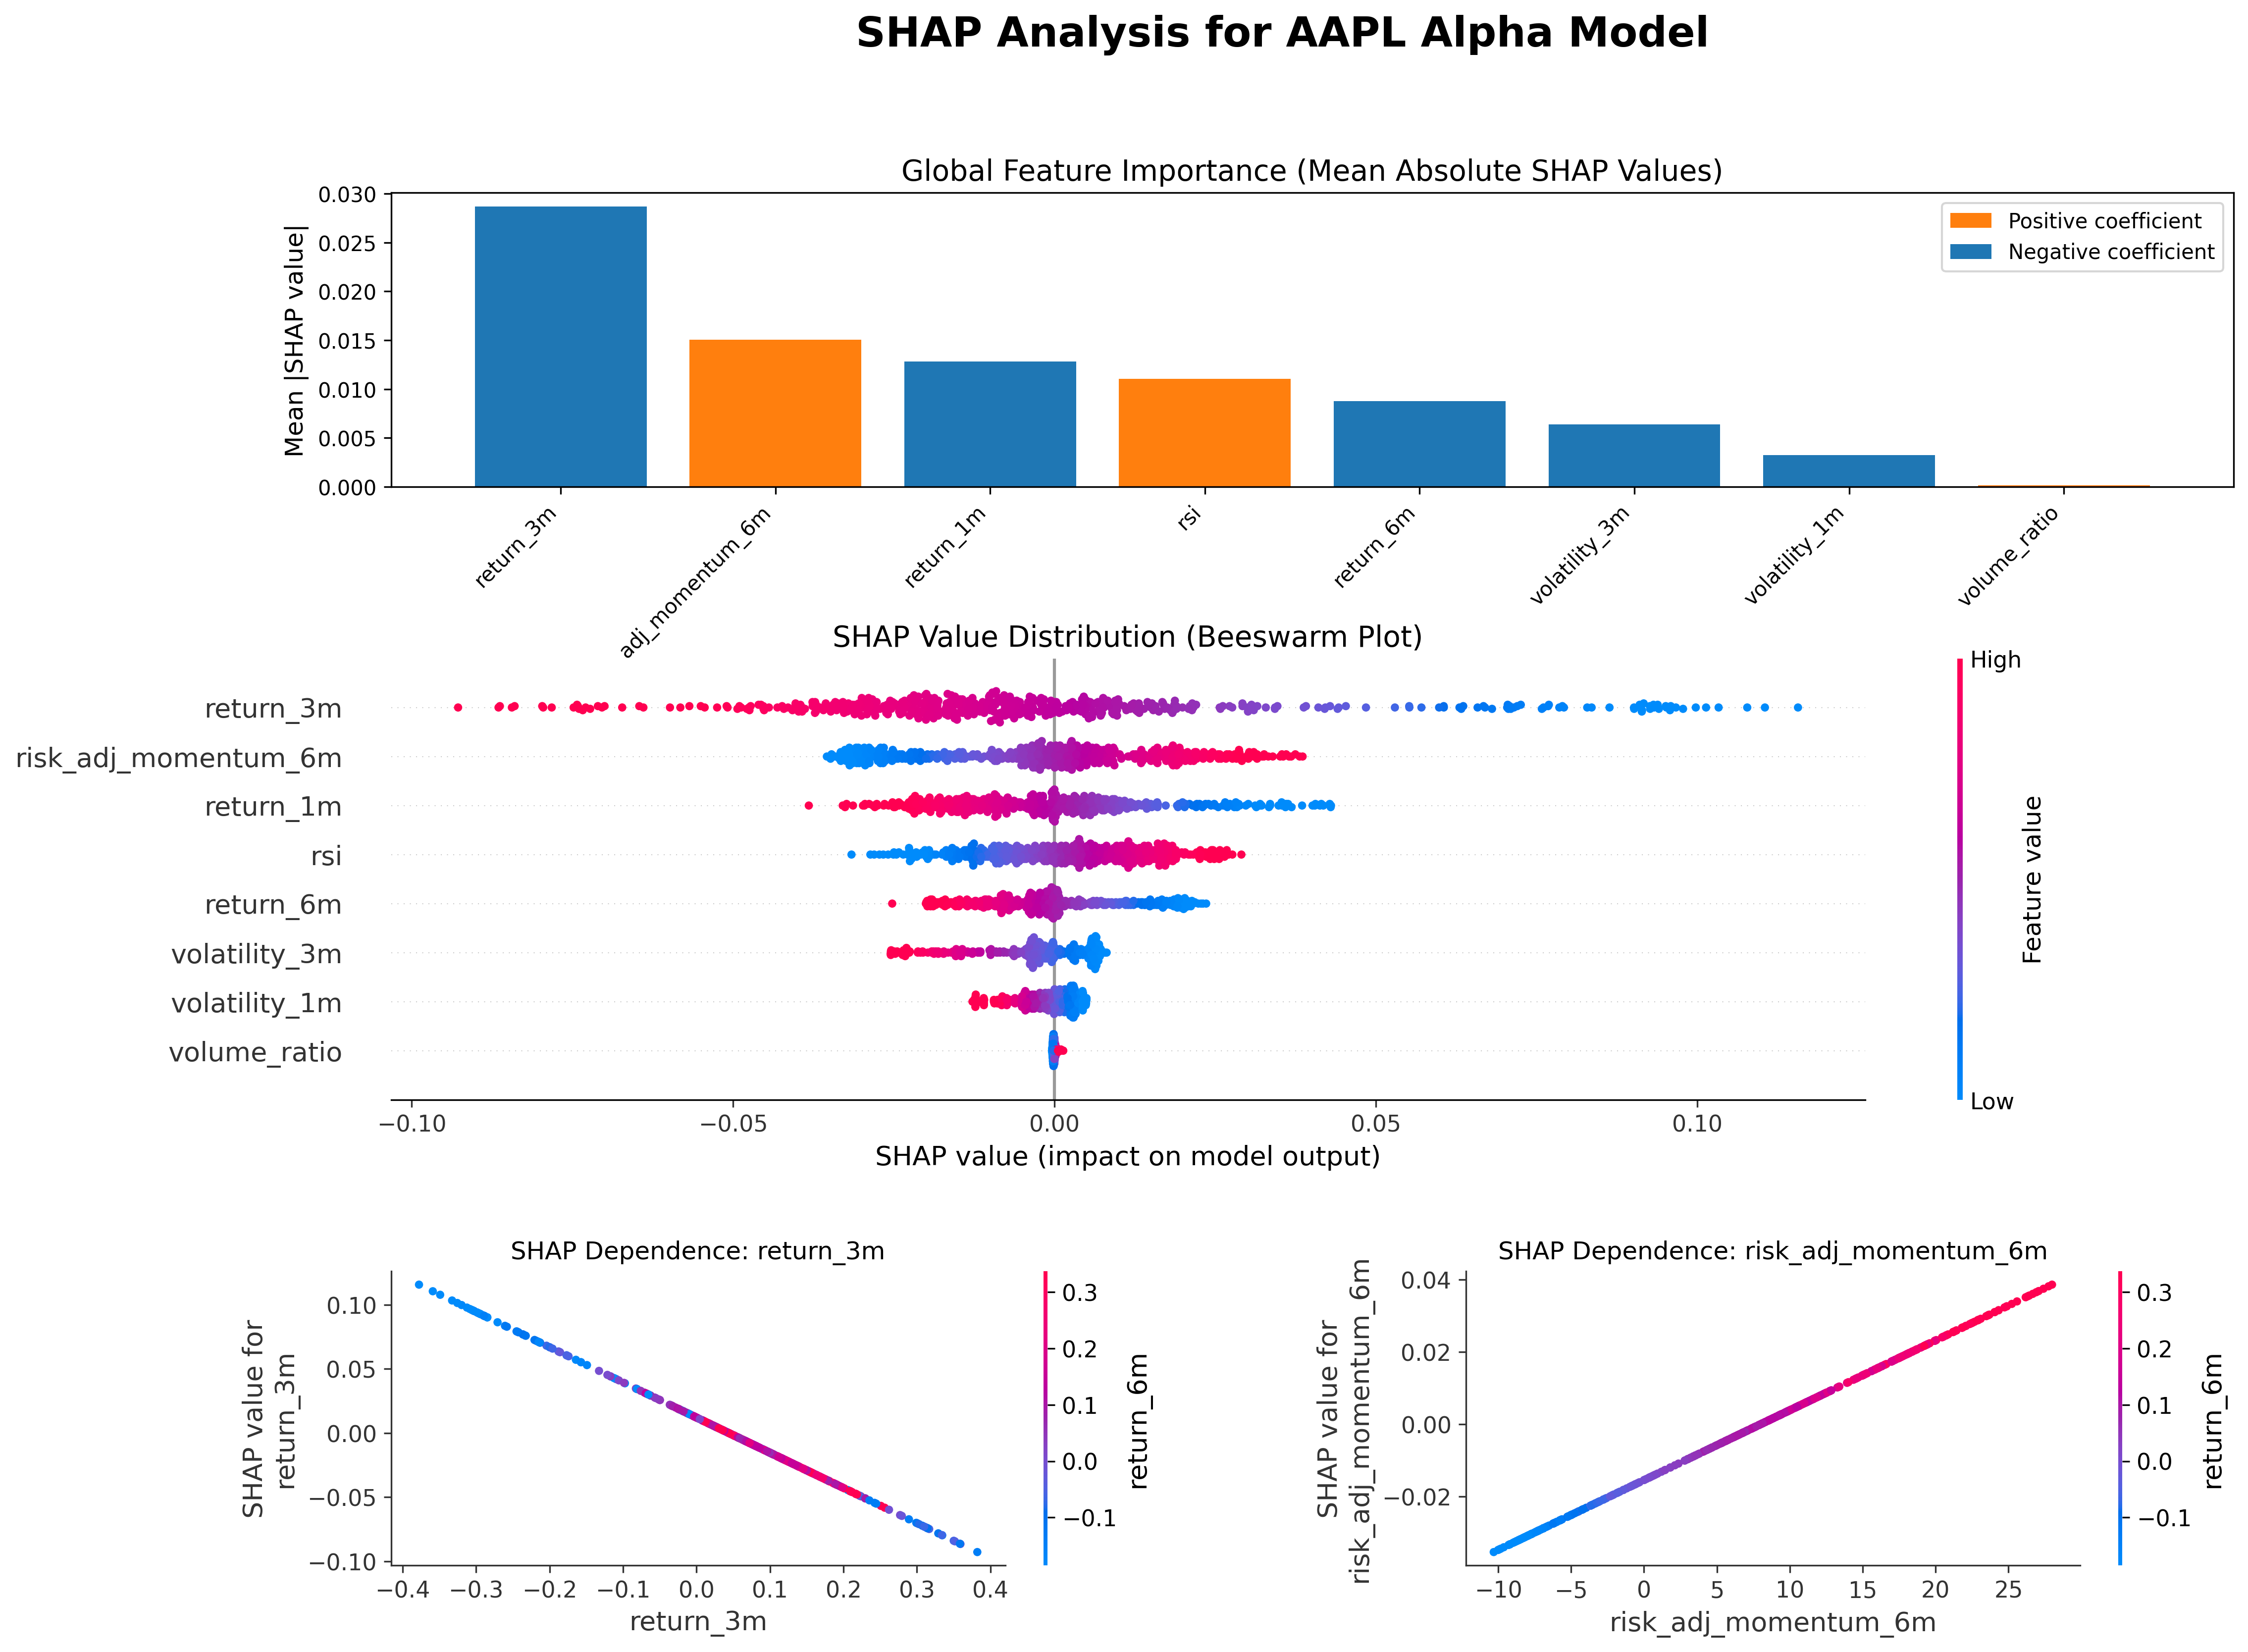 SHAP Analysis for AAPL Alpha Model
Global Feature Importance (Mean Absolute SHAP Values)
Mean |SHAP value|
0.030
0.025
0.020
0.015
0.010
0.005
0.000
Positive coefficient
Negative coefficient
return_3m
adj_momentum_6m
return_1m
rsi
return_6m
volatility_3m
volatility_1m
volume_ratio
SHAP Value Distribution (Beeswarm Plot)
return_3m
risk_adj_momentum_6m
return_1m
rsi
return_6m
volatility_3m
volatility_1m
volume_ratio
−0.10
−0.05
0.00
0.05
0.10
SHAP value (impact on model output)
High
Feature value
Low
SHAP Dependence: return_3m
SHAP value for
return_3m
0.10
0.05
0.00
−0.05
−0.10
−0.4
−0.3
−0.2
−0.1
0.0
0.1
0.2
0.3
0.4
return_3m
0.3
0.2
0.1
0.0
−0.1
return_6m
SHAP Dependence: risk_adj_momentum_6m
SHAP value for
risk_adj_momentum_6m
0.04
0.02
0.00
−0.02
−10
−5
0
5
10
15
20
25
risk_adj_momentum_6m
0.3
0.2
0.1
0.0
−0.1
return_6m